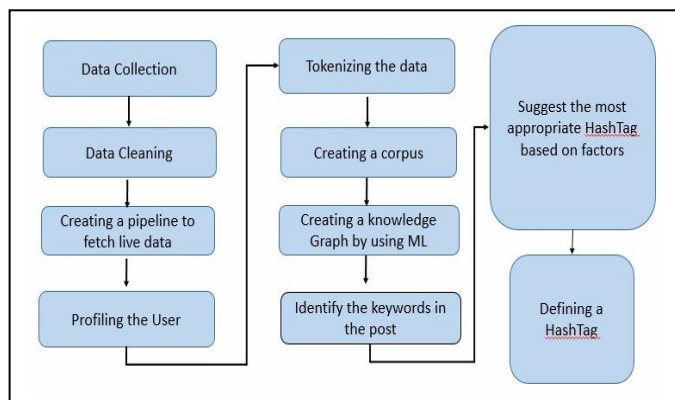 Data Collection
Data Cleaning
Creating a pipeline to
fetch live data
Profiling the User
Tokenizing the data
Creating a corpus
Creating a knowledge
Graph by using ML
Identify the keywords in
the post
Suggest the most
appropriate HashTag
based on factors
Defining a
HashTag